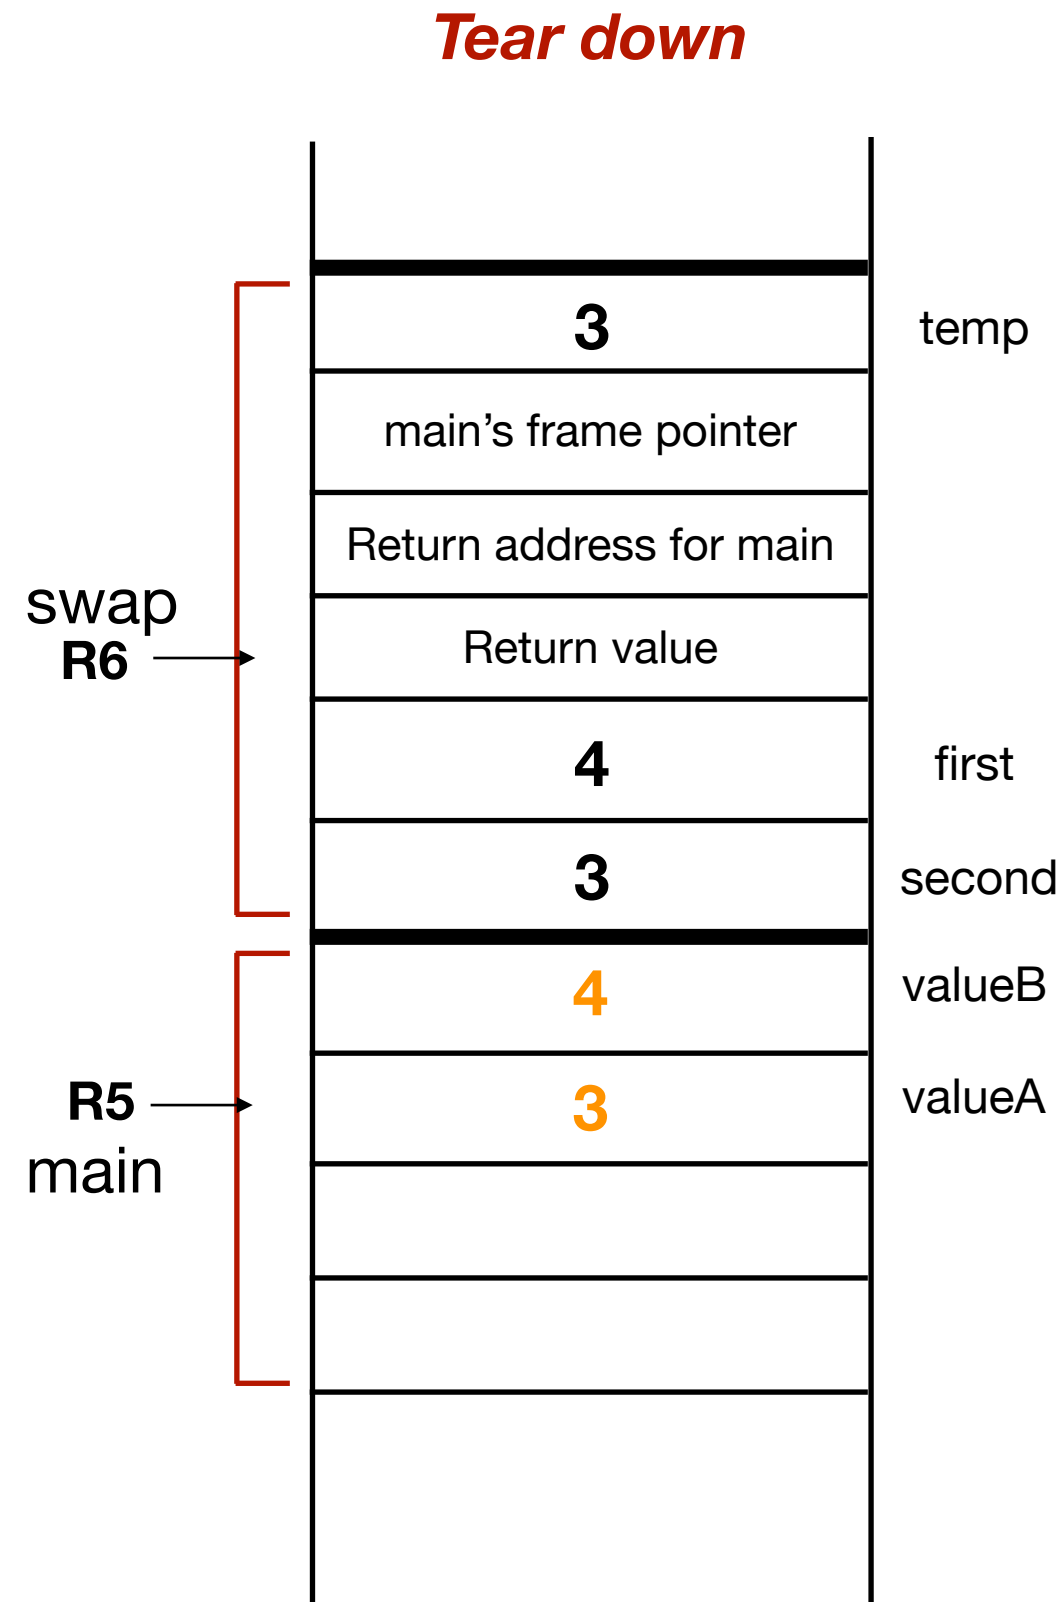 Tear down
3
temp
main’s frame pointer
Return address for main
swap
R6
Return value
4
first
3
second
4
valueB
R5
3
valueA
main